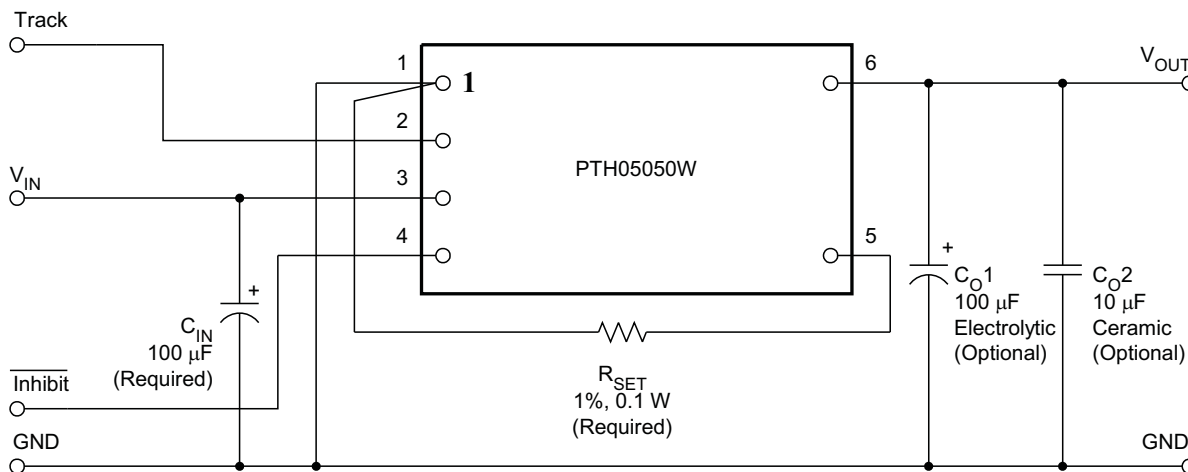 Track
1
1
6
V_OUT
2
PTH05050W
V_IN
3
4
5
+
+
C_IN
100 μF
(Required)
C_O1
100 μF
Electrolytic
(Optional)
C_O2
10 μF
Ceramic
(Optional)
Inhibit
R_SET
1%, 0.1 W
(Required)
GND
GND